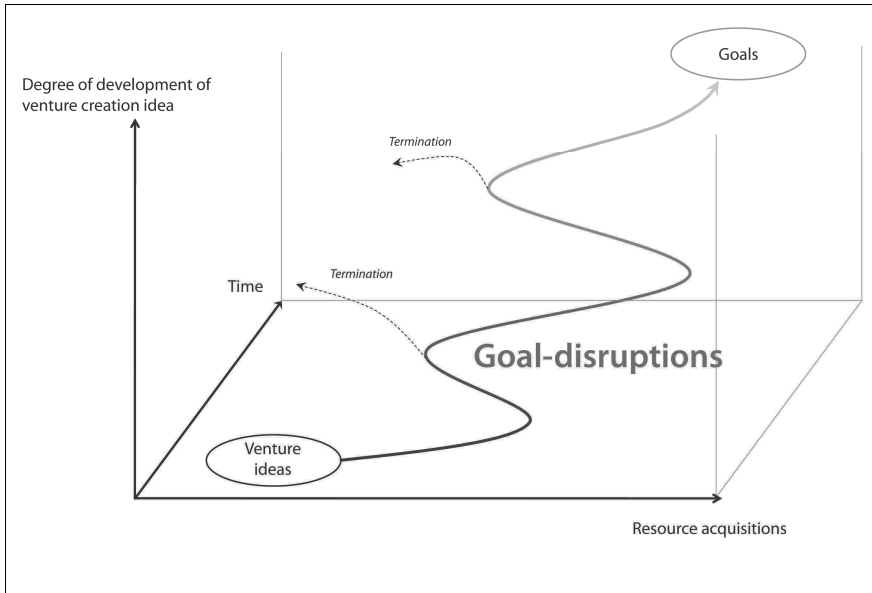 Goals
Degree of development of
venture creation idea
Termination
Termination
Time
Goal-disruptions
Venture
ideas
Resource acquisitions